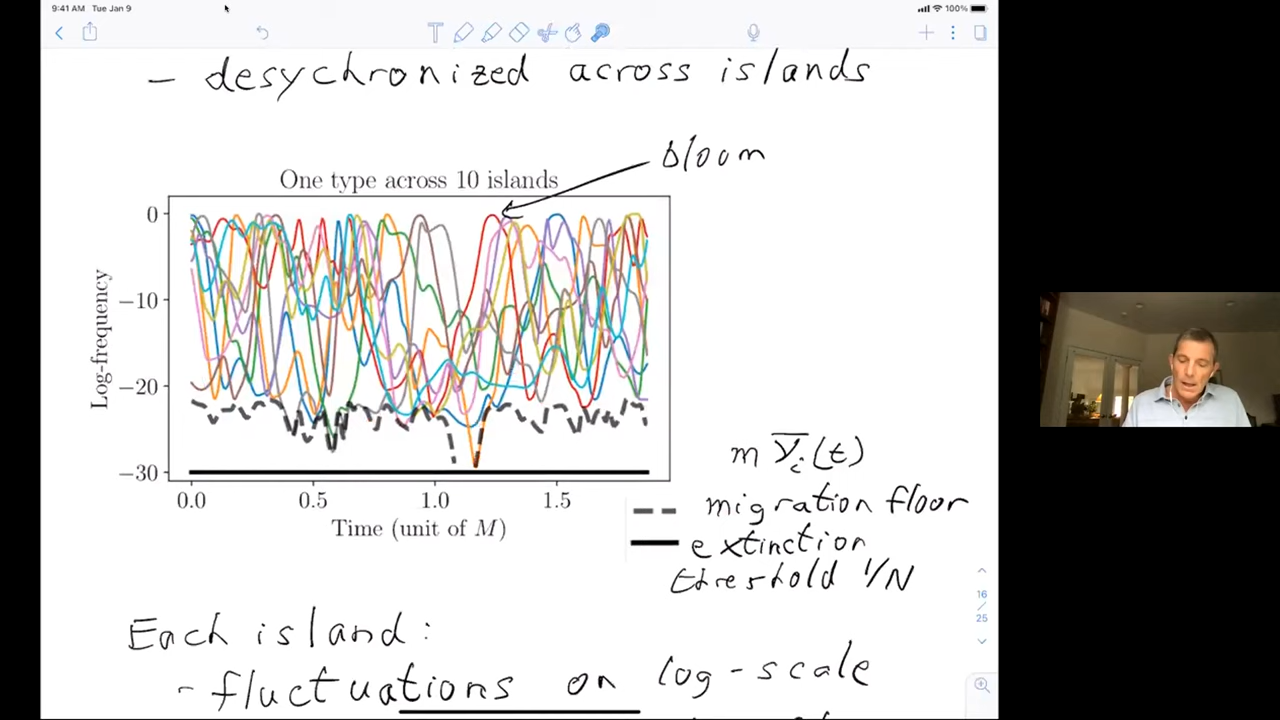 9:41 AM Tue Jan 9
100%
– desychronized across islands
bloom
One type across 10 islands
0
−10
−20
−30
Log-frequency
0.0 0.5 1.0 1.5
Time (unit of M)
m ν̅ᵢ(t)
migration floor
extinction
threshold 1/N
16
/
25
Each island:
- fluctuations on log-scale